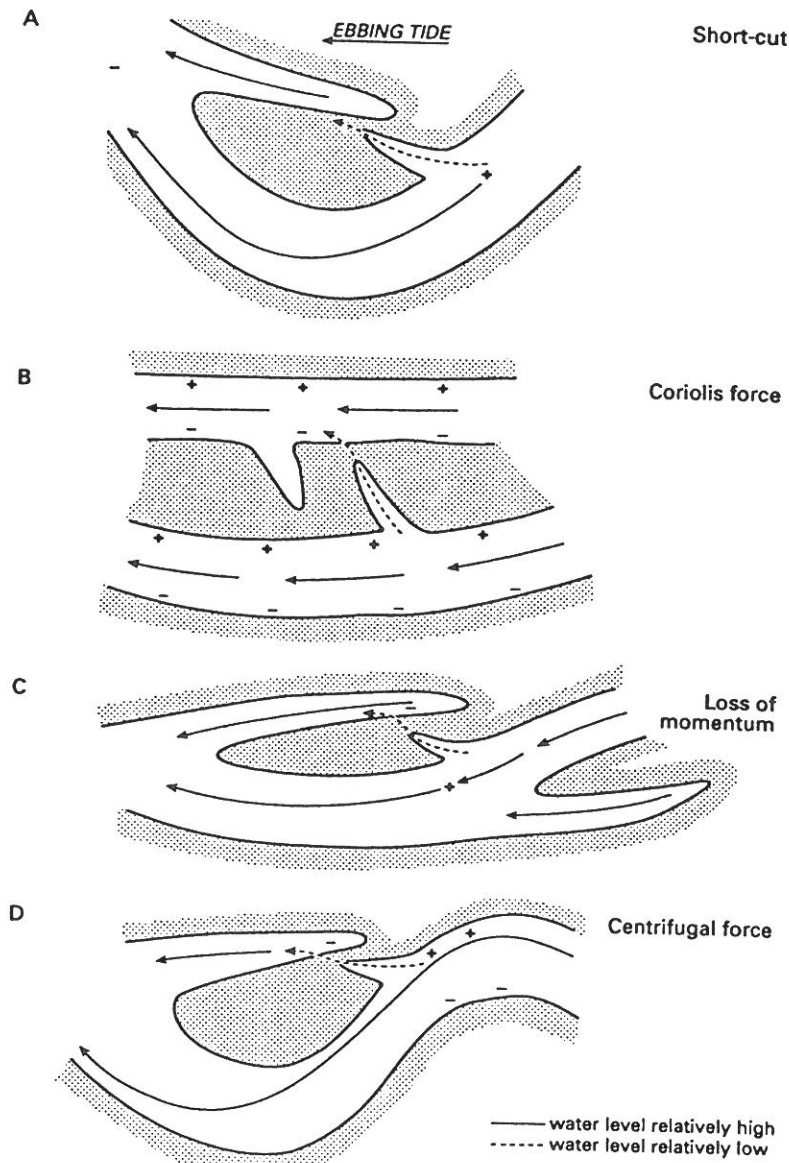 A
EBBING TIDE
Short-cut
B
Coriolis force
C
Loss of
momentum
D
Centrifugal force
water level relatively high
water level relatively low